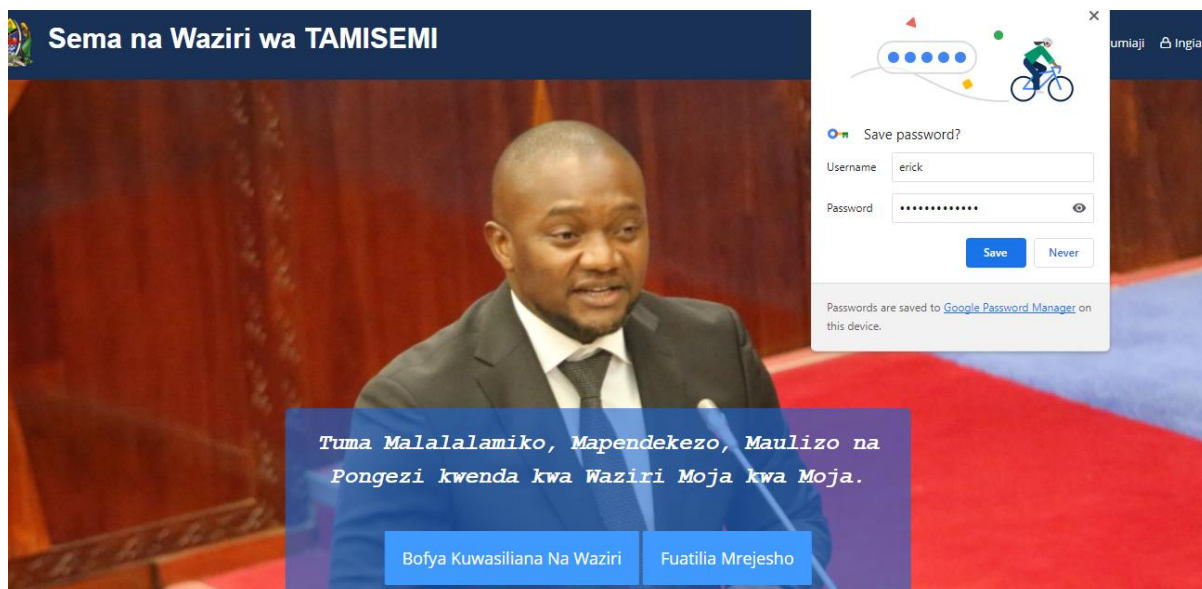 Sema na Waziri wa TAMISEMI
umiaji Ingia
Save password?
Username erick
Password •••••••••••••
Save Never
Passwords are saved to Google Password Manager on
this device.
Tuma Malalalamiko, Mapendekezo, Maulizo na
Pongezi kwenda kwa Waziri Moja kwa Moja.
Bofya Kuwasiliana Na Waziri Fuatilia Mrejesho